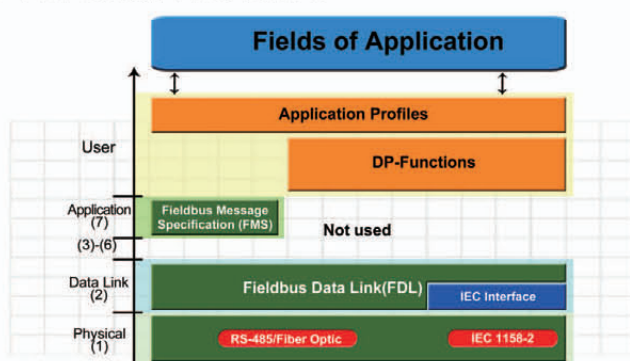 Fields of Application
Application Profiles
User
DP-Functions
Application
(7)
Fieldbus Message
Specification (FMS)
Not used
(3)-(6)
Data Link
(2)
Fieldbus Data Link(FDL)
IEC Interface
Physical
(1)
RS-485/Fiber Optic
IEC 1158-2